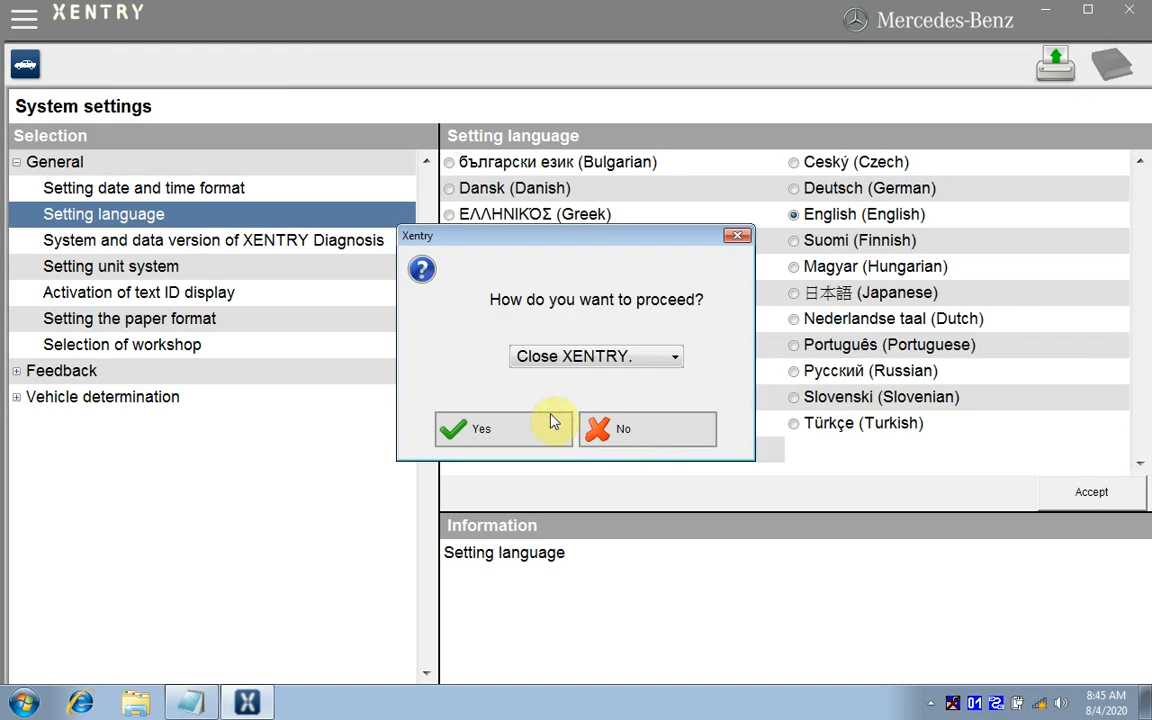 XENTRY
Mercedes-Benz
System settings
Selection
Setting language
General
Setting date and time format
Setting language
System and data version of XENTRY Diagnosis
Setting unit system
Activation of text ID display
Setting the paper format
Selection of workshop
Feedback
Vehicle determination
български език (Bulgarian)
Ceský (Czech)
Dansk (Danish)
Deutsch (German)
ΕΛΛΗΝΙΚΌΣ (Greek)
English (English)
Suomi (Finnish)
Magyar (Hungarian)
日本語 (Japanese)
Nederlandse taal (Dutch)
Português (Portuguese)
Русский (Russian)
Slovenski (Slovenian)
Türkçe (Turkish)
Xentry
How do you want to proceed?
Close XENTRY.
Yes
No
Accept
Information
Setting language
01
8:45 AM
8/4/2020